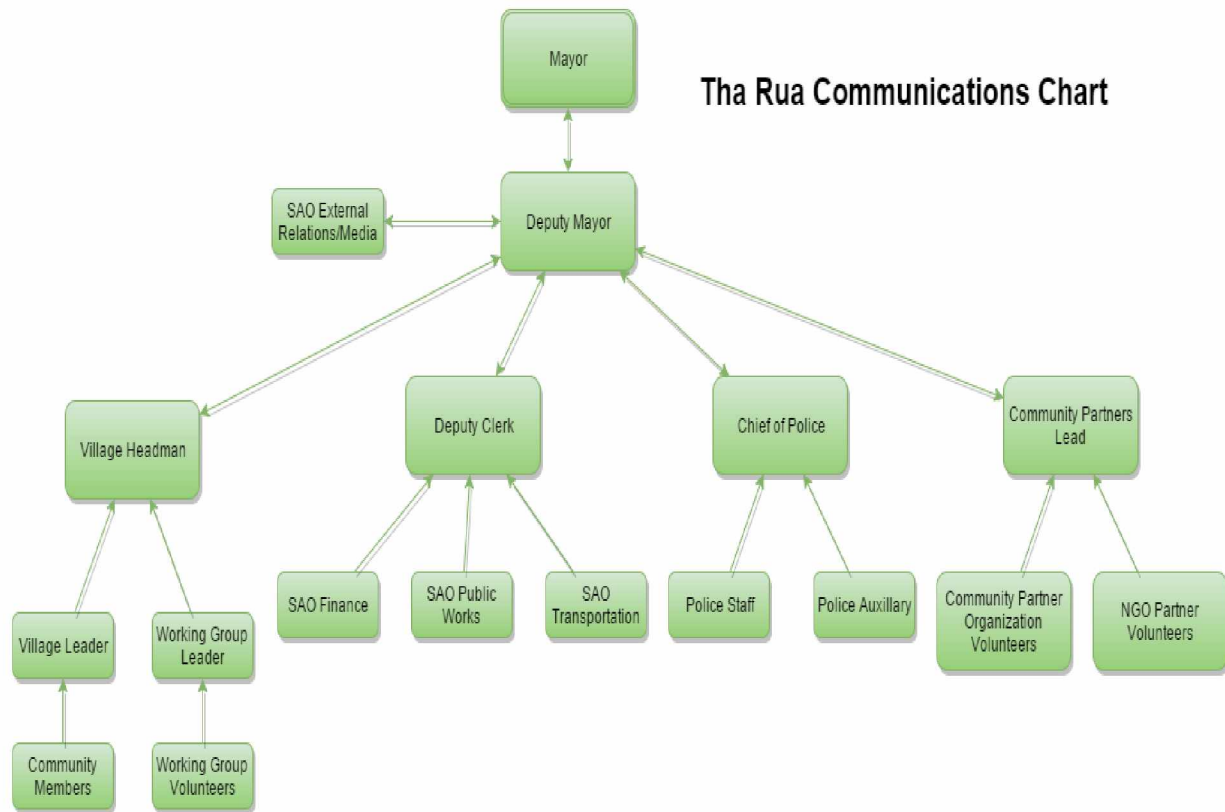 Mayor
Tha Rua Communications Chart
SAO External
Relations/Media
Deputy Mayor
Village Headman
Deputy Clerk
Chief of Police
Community Partners
Lead
SAO Finance
SAO Public
Works
SAO
Transportation
Police Staff
Police Auxillary
Community Partner
Organization
Volunteers
NGO Partner
Volunteers
Village Leader
Working Group
Leader
Community
Members
Working Group
Volunteers